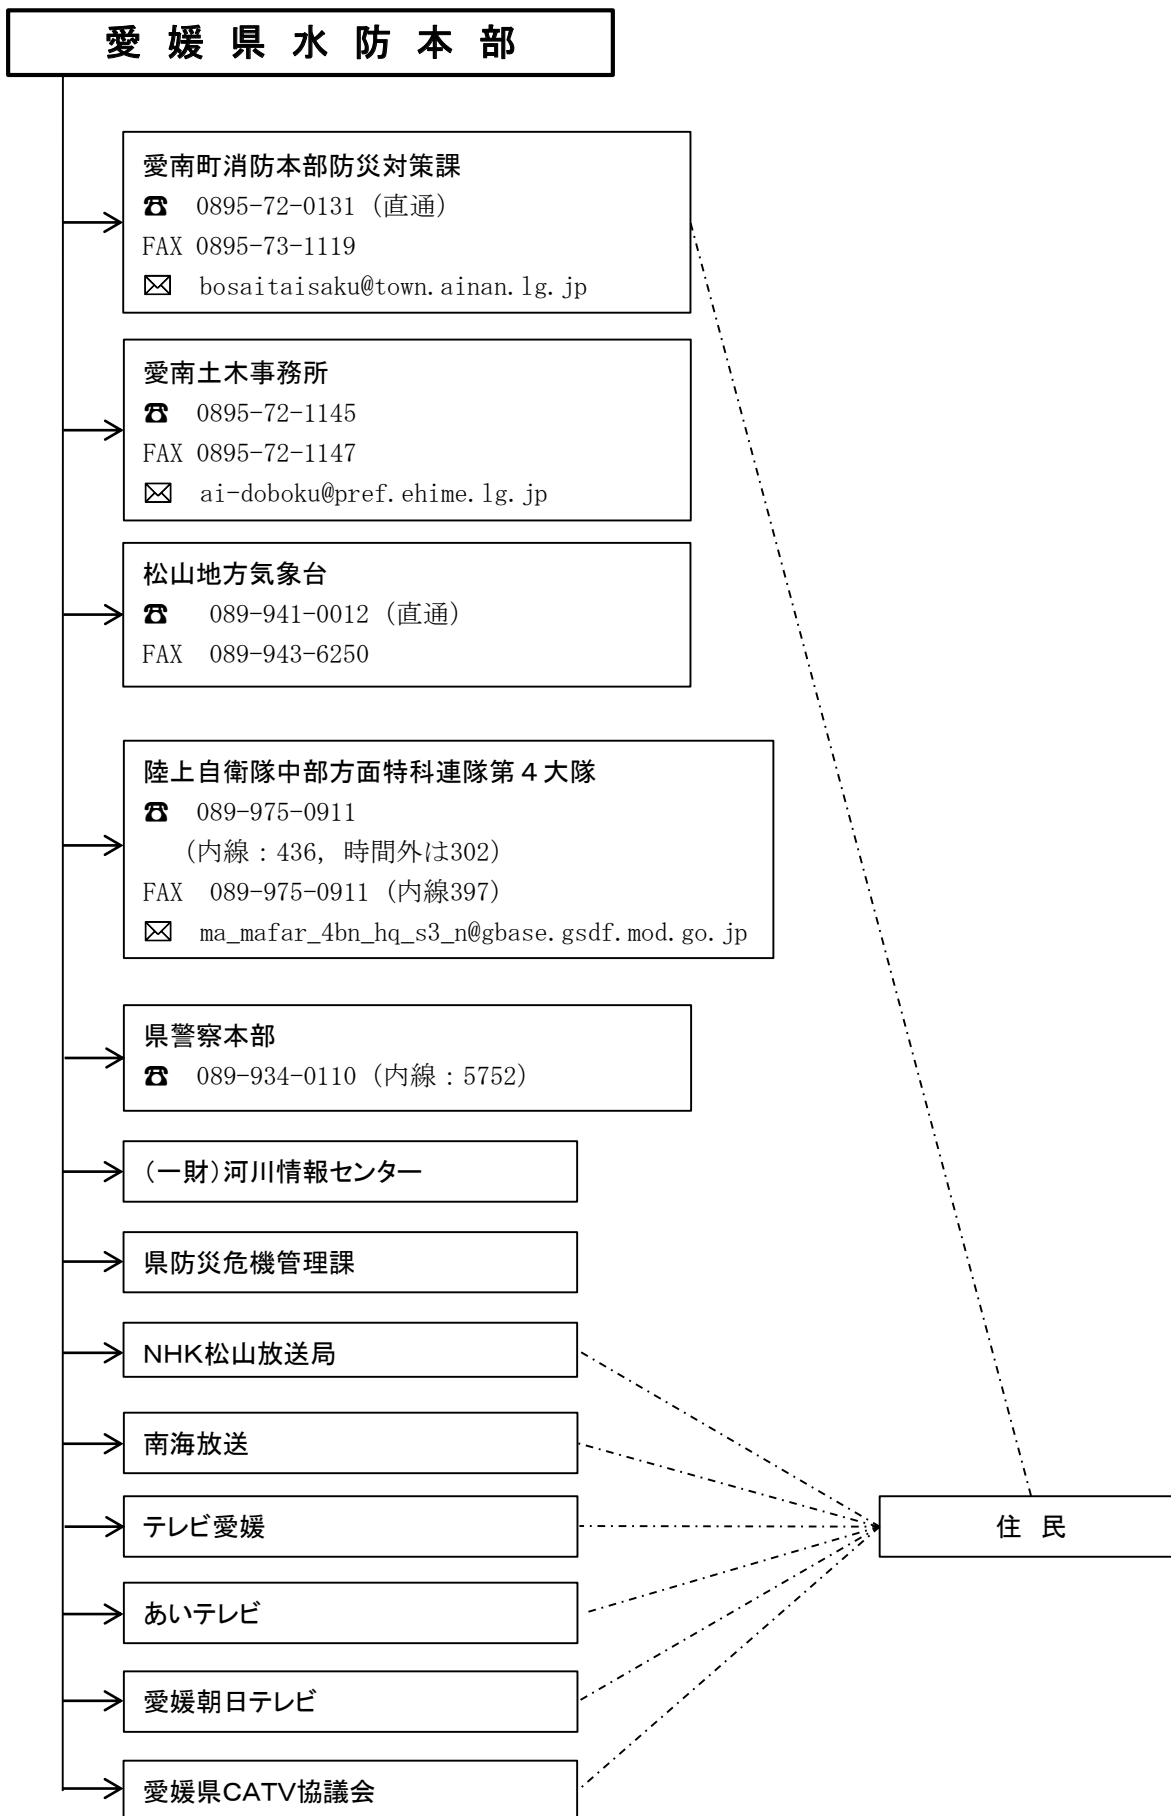 愛媛県水防本部
愛南町消防本部防災対策課
☎ 0895-72-0131（直通）
FAX 0895-73-1119
✉ bosaitaisaku@town.ainan.lg.jp
愛南土木事務所
☎ 0895-72-1145
FAX 0895-72-1147
✉ ai-doboku@pref.ehime.lg.jp
松山地方気象台
☎ 089-941-0012（直通）
FAX 089-943-6250
陸上自衛隊中部方面特科連隊第４大隊
☎ 089-975-0911
（内線：436，時間外は302）
FAX 089-975-0911（内線397）
✉ ma_mafar_4bn_hq_s3_n@gbase.gsdf.mod.go.jp
県警察本部
☎ 089-934-0110（内線：5752）
（一財）河川情報センター
県防災危機管理課
NHK松山放送局
南海放送
テレビ愛媛
住 民
あいテレビ
愛媛朝日テレビ
愛媛県CATV協議会